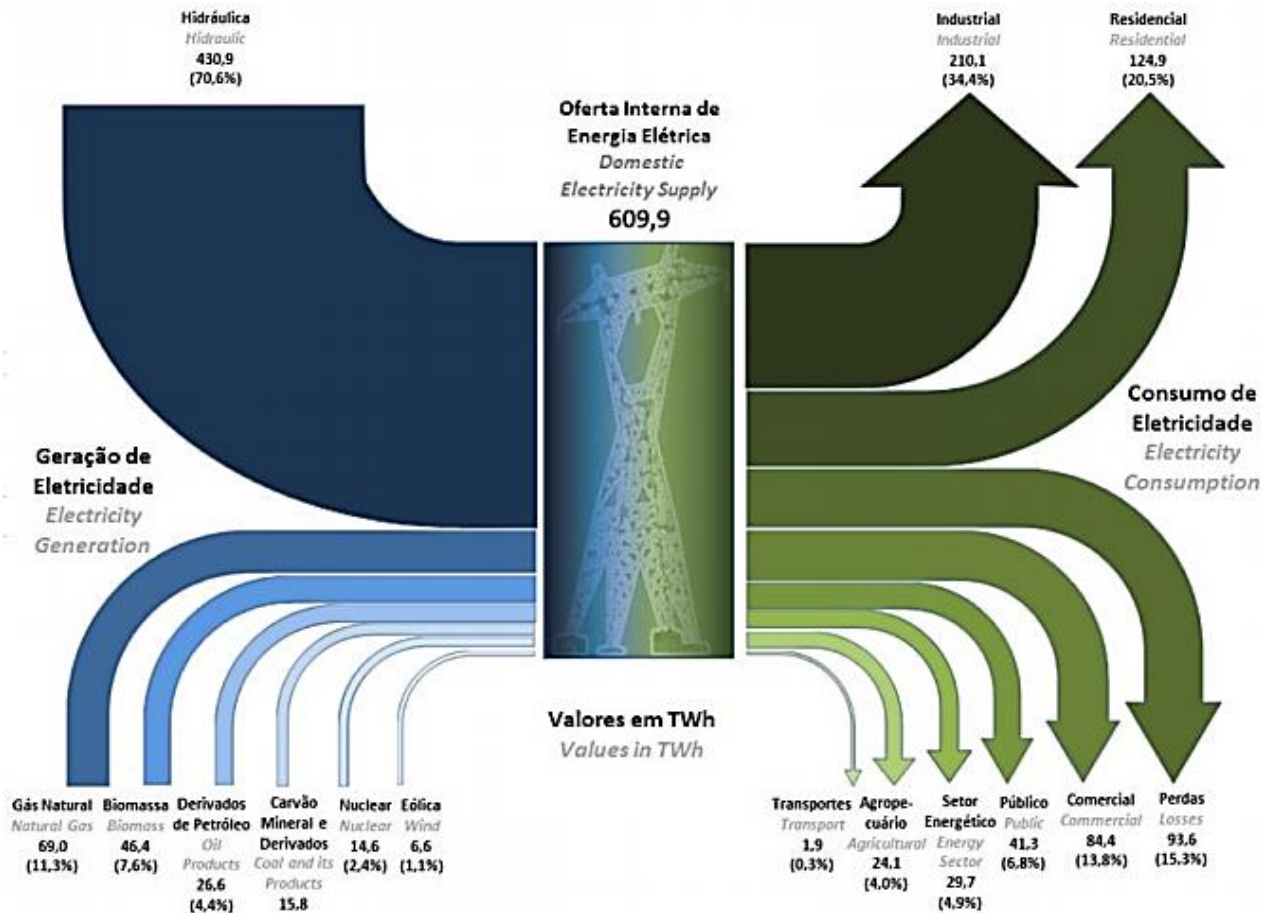 Hidráulica
Hidraulic
430,9
(70,6%)
Industrial
Industrial
210,1
(34,4%)
Residencial
Residential
124,9
(20,5%)
Oferta Interna de
Energia Elétrica
Domestic
Electricity Supply
609,9
Geração de
Eletricidade
Electricity
Generation
Consumo de
Eletricidade
Electricity
Consumption
Valores em TWh
Values in TWh
Gás Natural
Natural Gas
69,0
(11,3%)
Biomassa
Biomass
46,4
(7,6%)
Derivados
de Petróleo
Oil
Products
26,6
(4,4%)
Carvão
Mineral e
Derivados
Coal and its
Products
15,8
Nuclear
Nuclear
14,6
(2,4%)
Eólica
Wind
6,6
(1,1%)
Transportes
Transport
1.9
(0.3%)
Agrope-
cuário
Agricultural
24.1
(4.0%)
Setor
Energético
Energy
Sector
29,7
(4,9%)
Público
Public
41,3
(6,8%)
Comercial
Commercial
84,4
(13,8%)
Perdas
Losses
93,6
(15,3%)